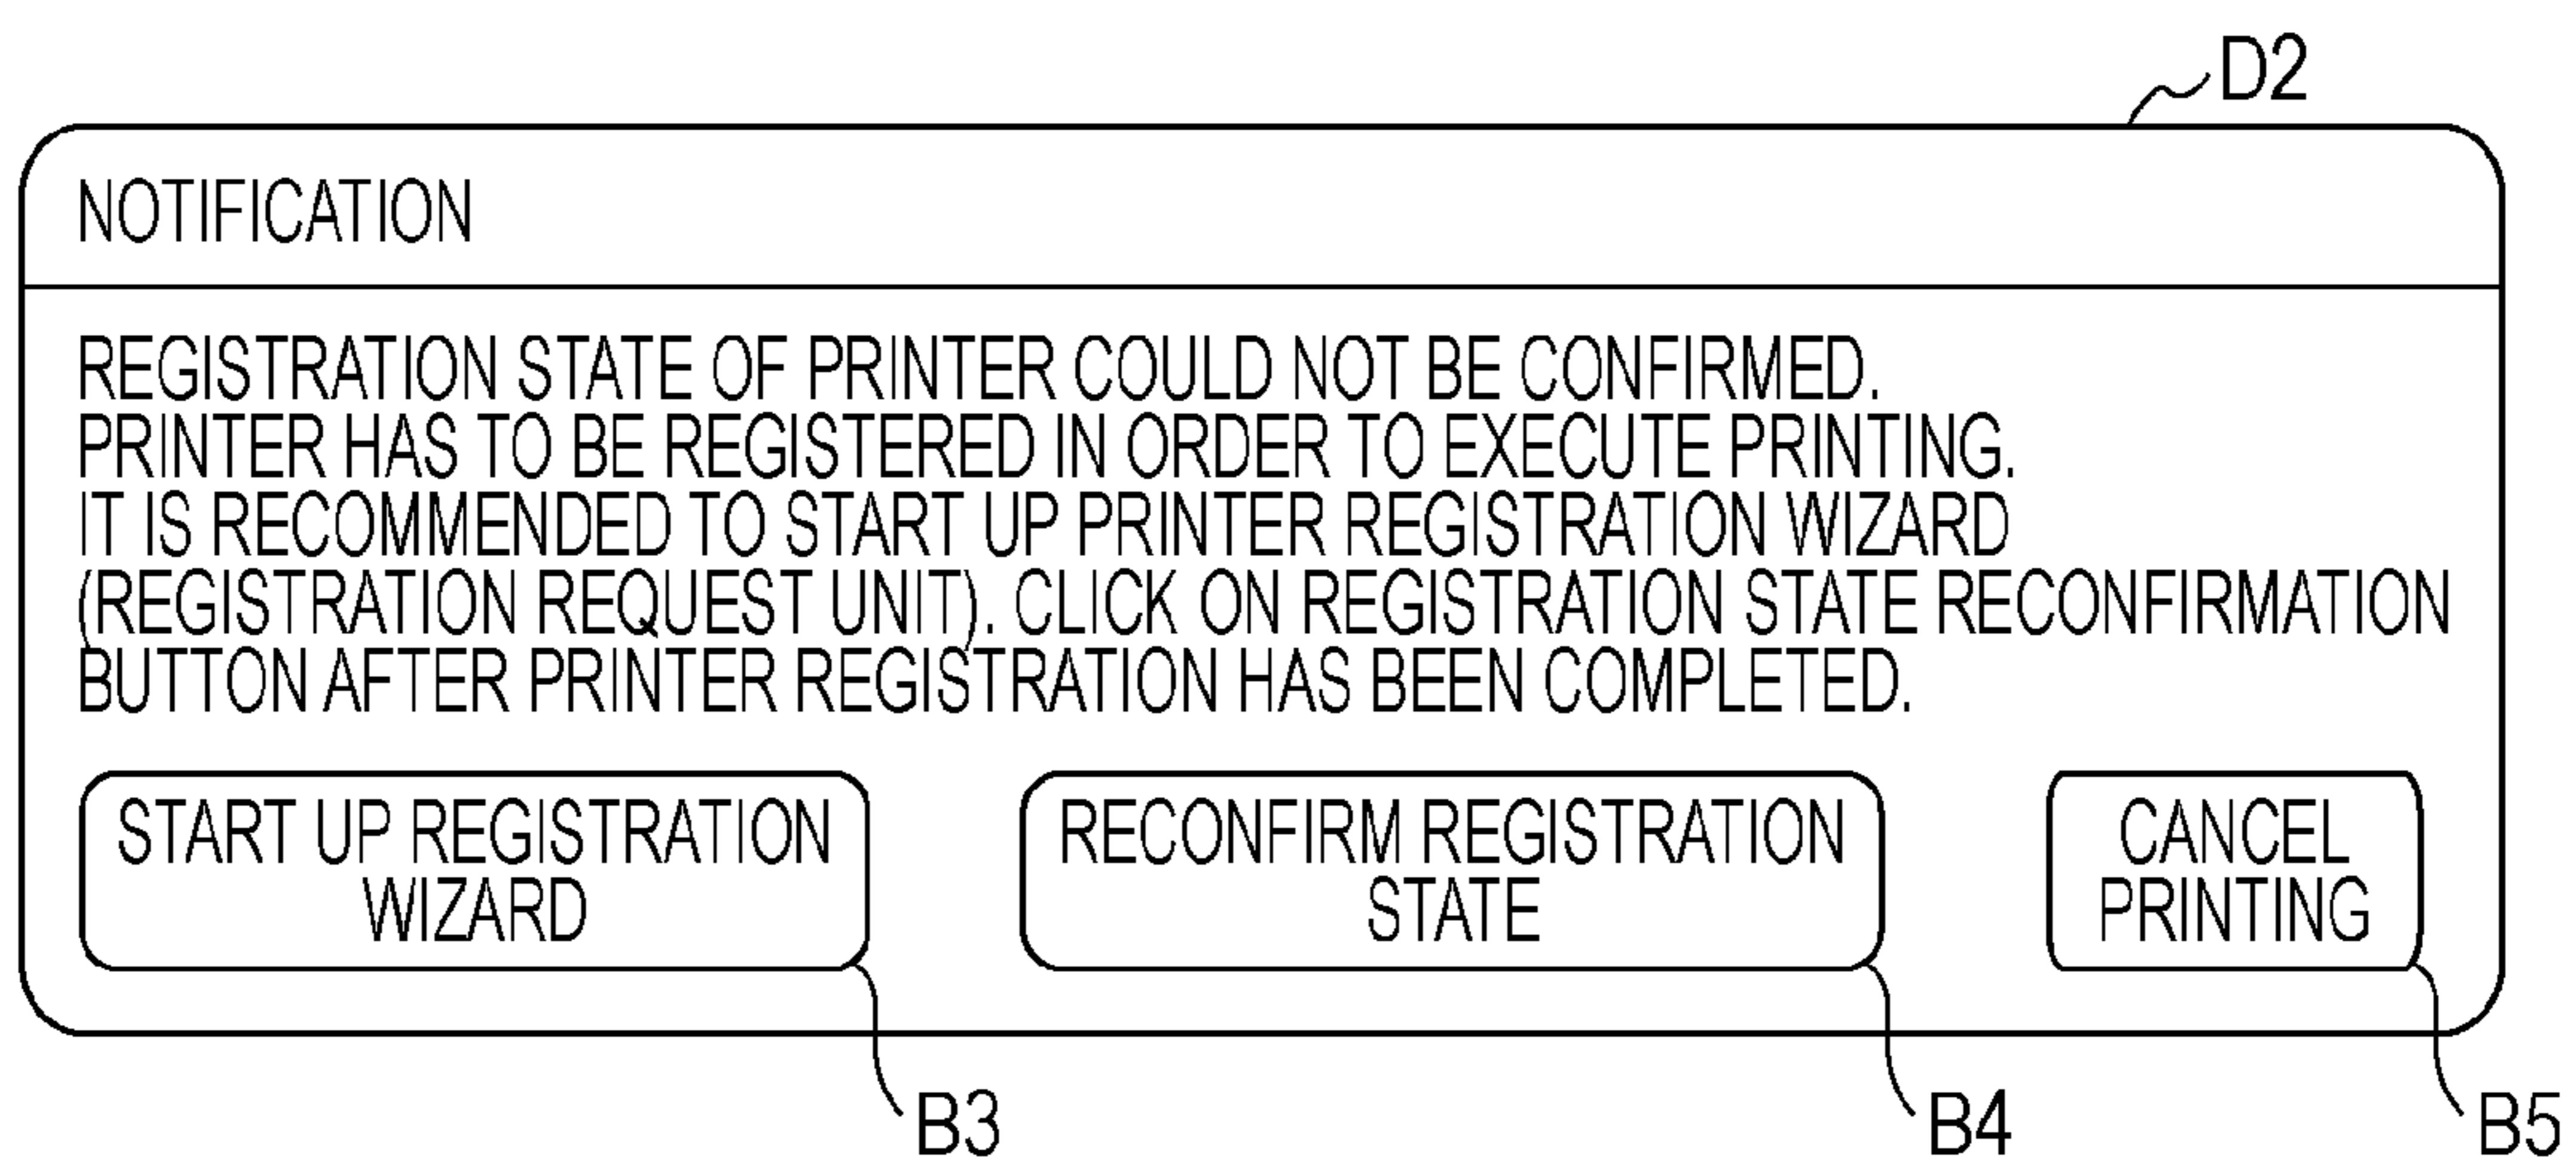 D2
NOTIFICATION
REGISTRATION STATE OF PRINTER COULD NOT BE CONFIRMED.
PRINTER HAS TO BE REGISTERED IN ORDER TO EXECUTE PRINTING.
IT IS RECOMMENDED TO START UP PRINTER REGISTRATION WIZARD
(REGISTRATION REQUEST UNIT). CLICK ON REGISTRATION STATE RECONFIRMATION
BUTTON AFTER PRINTER REGISTRATION HAS BEEN COMPLETED.
START UP REGISTRATION
WIZARD
RECONFIRM REGISTRATION
STATE
CANCEL
PRINTING
B3
B4
B5